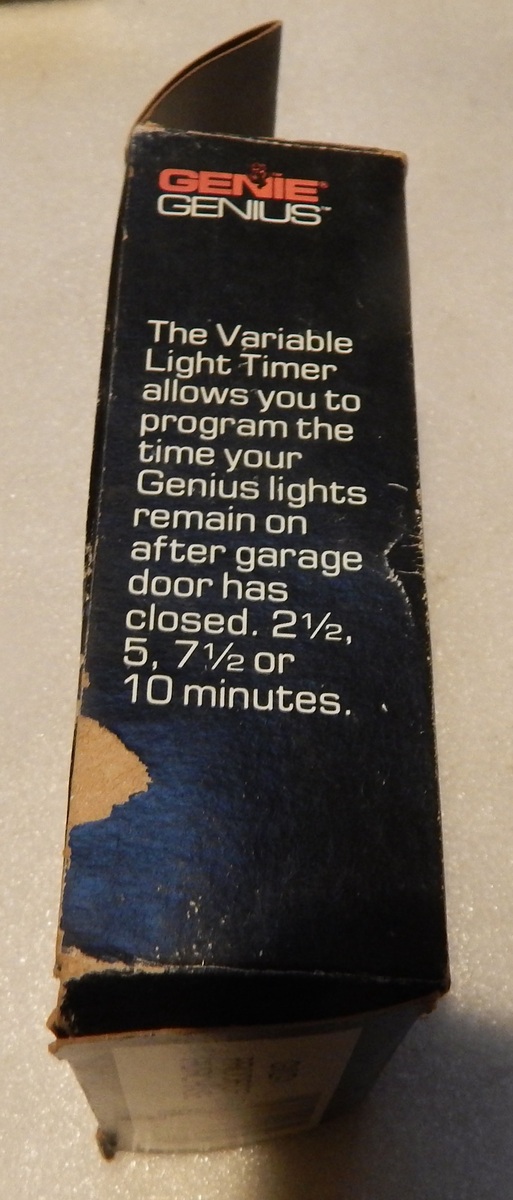 GENIE®
GENIUS™
The Variable
Light Timer
allows you to
program the
time your
Genius lights
remain on
after garage
door has
closed. 2½,
5, 7½ or
10 minutes.